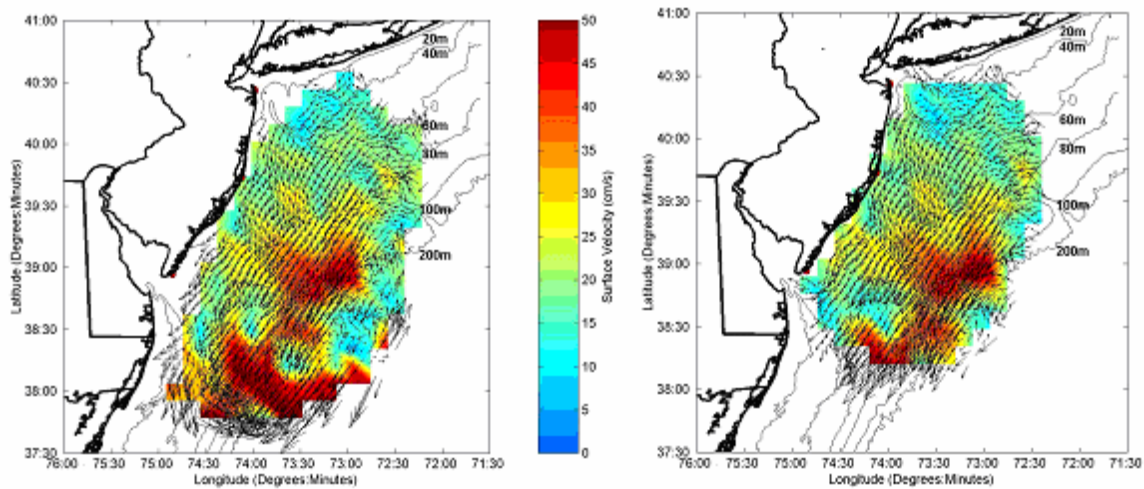 41:00
40:30
40:00
39:30
39:00
38:30
38:00
37:30
Latitude (Degrees:Minutes)
76:00 75:30 75:00 74:30 74:00 73:30 73:00 72:30 72:00 71:30
Longitude (Degrees:Minutes)
20m
40m
60m
80m
100m
200m
50
45
40
35
30
25
20
15
10
5
0
Surface Velocity (cm/s)
41:00
40:30
40:00
39:30
39:00
38:30
38:00
37:30
Latitude (Degrees:Minutes)
76:00 75:30 75:00 74:30 74:00 73:30 73:00 72:30 72:00 71:30
Longitude (Degrees:Minutes)
20m
40m
60m
80m
100m
200m